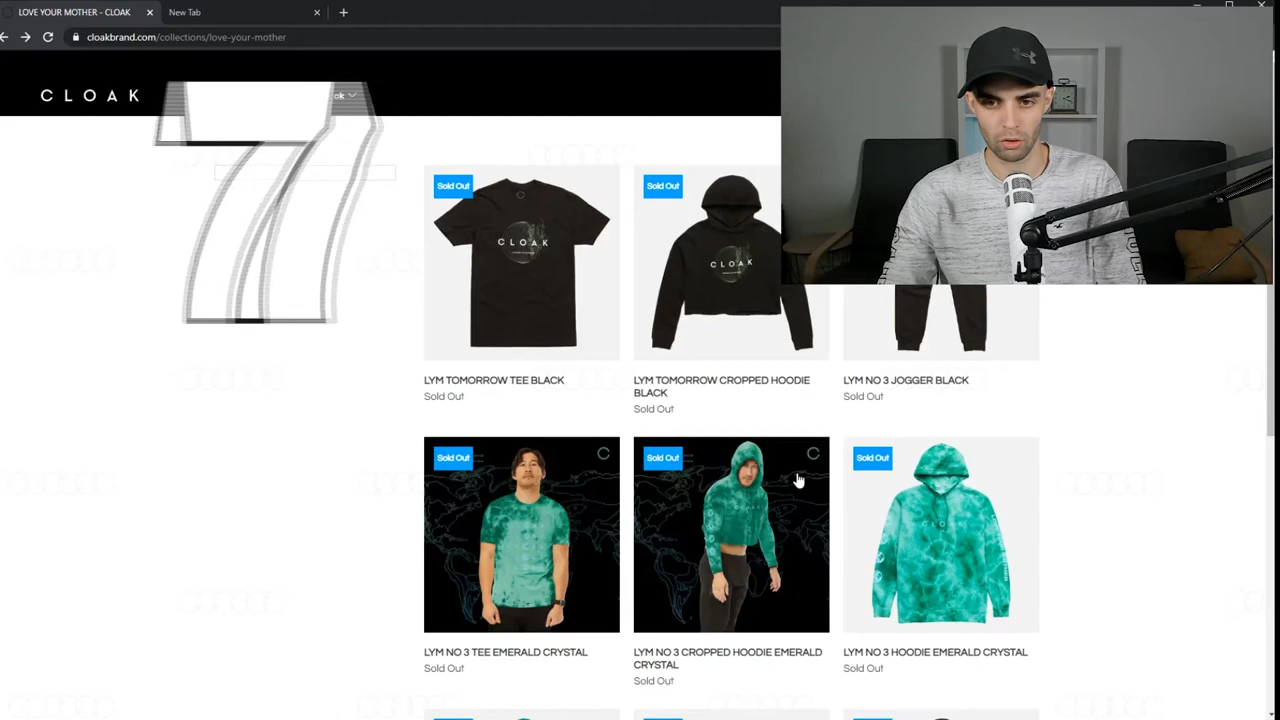 LOVE YOUR MOTHER - CLOAK
New Tab
cloakbrand.com/collections/love-your-mother
CLOAK
7
Sold Out
Sold Out
CLOAK
CLOAK
LYM TOMORROW TEE BLACK
Sold Out
LYM TOMORROW CROPPED HOODIE
BLACK
Sold Out
LYM NO 3 JOGGER BLACK
Sold Out
Sold Out
Sold Out
Sold Out
CLOAK
LYM NO 3 TEE EMERALD CRYSTAL
Sold Out
LYM NO 3 CROPPED HOODIE EMERALD
CRYSTAL
Sold Out
LYM NO 3 HOODIE EMERALD CRYSTAL
Sold Out